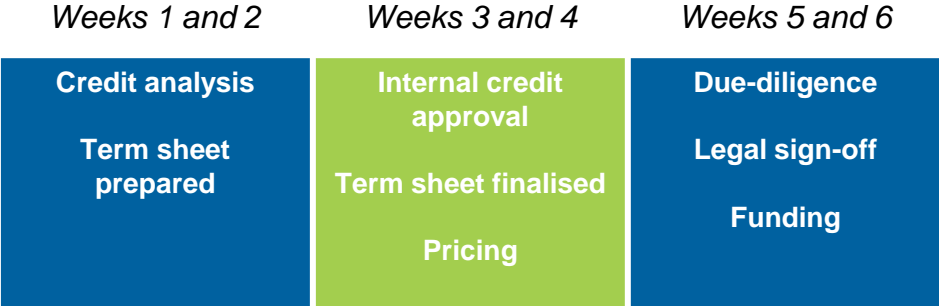 Weeks 1 and 2
Weeks 3 and 4
Weeks 5 and 6
Credit analysis
Term sheet
prepared
Internal credit
approval
Term sheet finalised
Pricing
Due-diligence
Legal sign-off
Funding